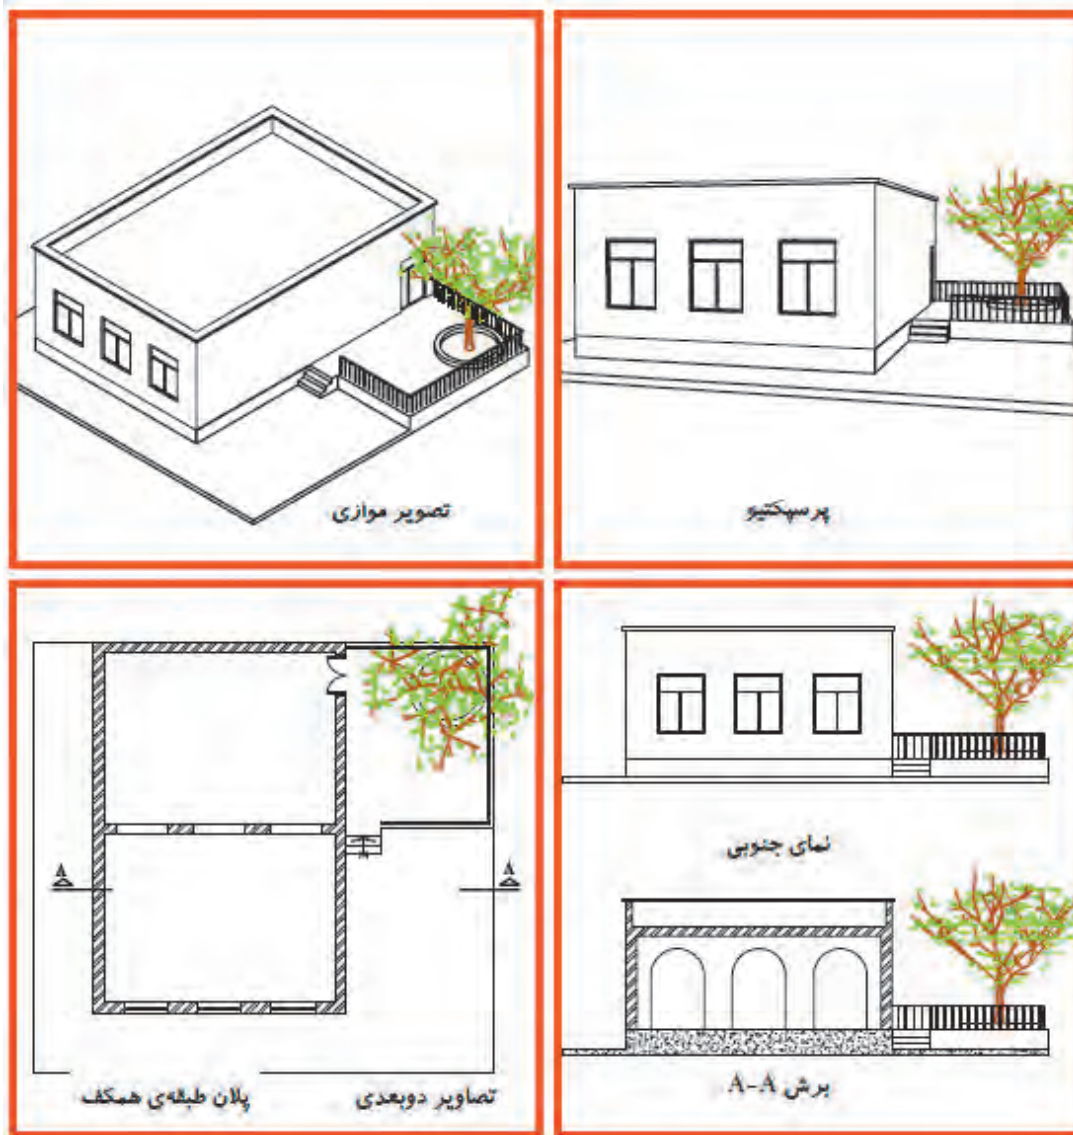 پرسپکتیو
تصویر موازی
نمای جنوبی
A
A
برش A-A
تصاویر دوبعدی
پلان طبقه‌ی همکف